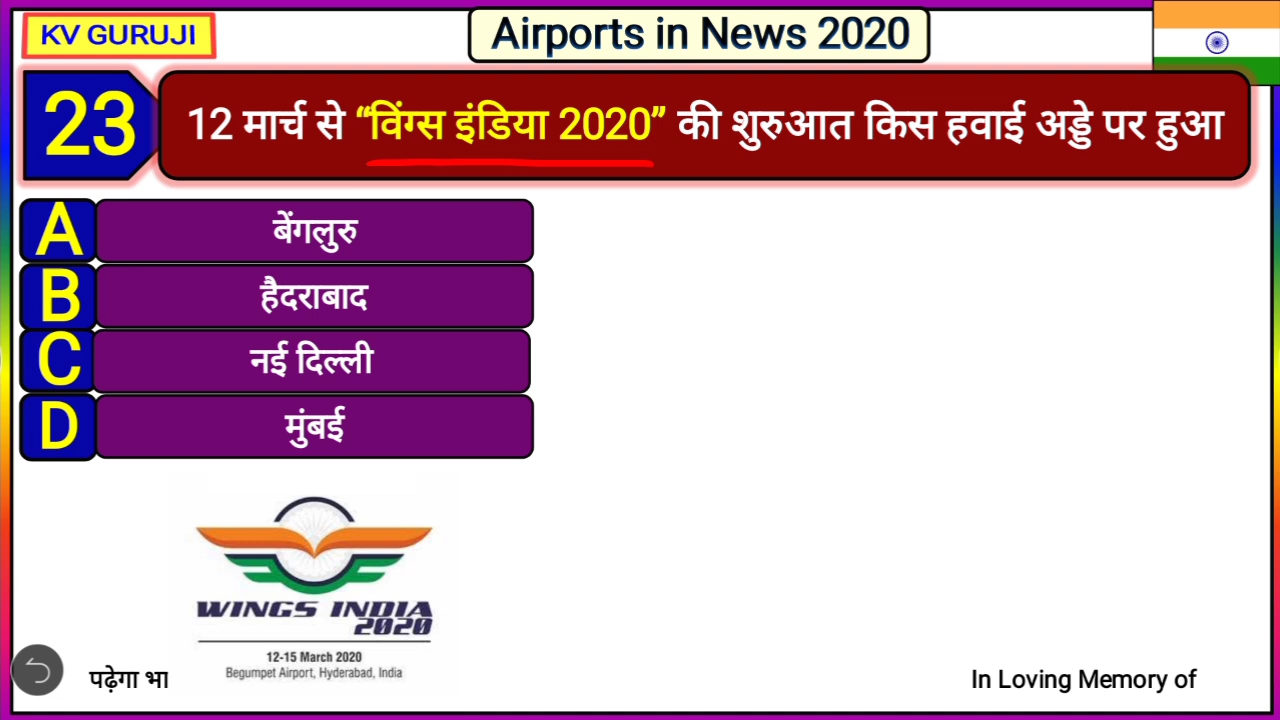 KV GURUJI
Airports in News 2020
23
12 मार्च से “विंग्स इंडिया 2020” की शुरुआत किस हवाई अड्डे पर हुआ
A
बेंगलुरु
B
हैदराबाद
C
नई दिल्ली
D
मुंबई
WINGS INDIA
2020
12-15 March 2020
Begumpet Airport, Hyderabad, India
पढ़ेगा भा
In Loving Memory of